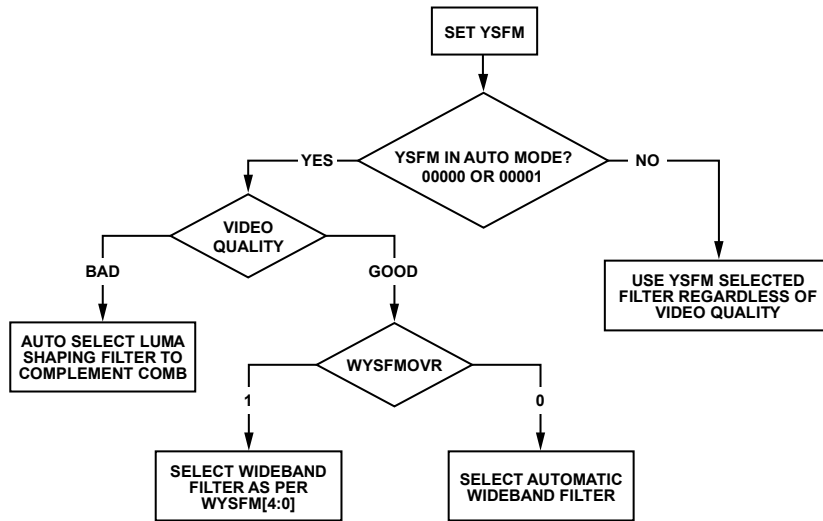 SET YSFM
YSFM IN AUTO MODE?
00000 OR 00001
YES
NO
VIDEO
QUALITY
BAD
GOOD
USE YSFM SELECTED
FILTER REGARDLESS OF
VIDEO QUALITY
AUTO SELECT LUMA
SHAPING FILTER TO
COMPLEMENT COMB
WYSFMOVR
1
0
SELECT WIDEBAND
FILTER AS PER
WYSFM[4:0]
SELECT AUTOMATIC
WIDEBAND FILTER